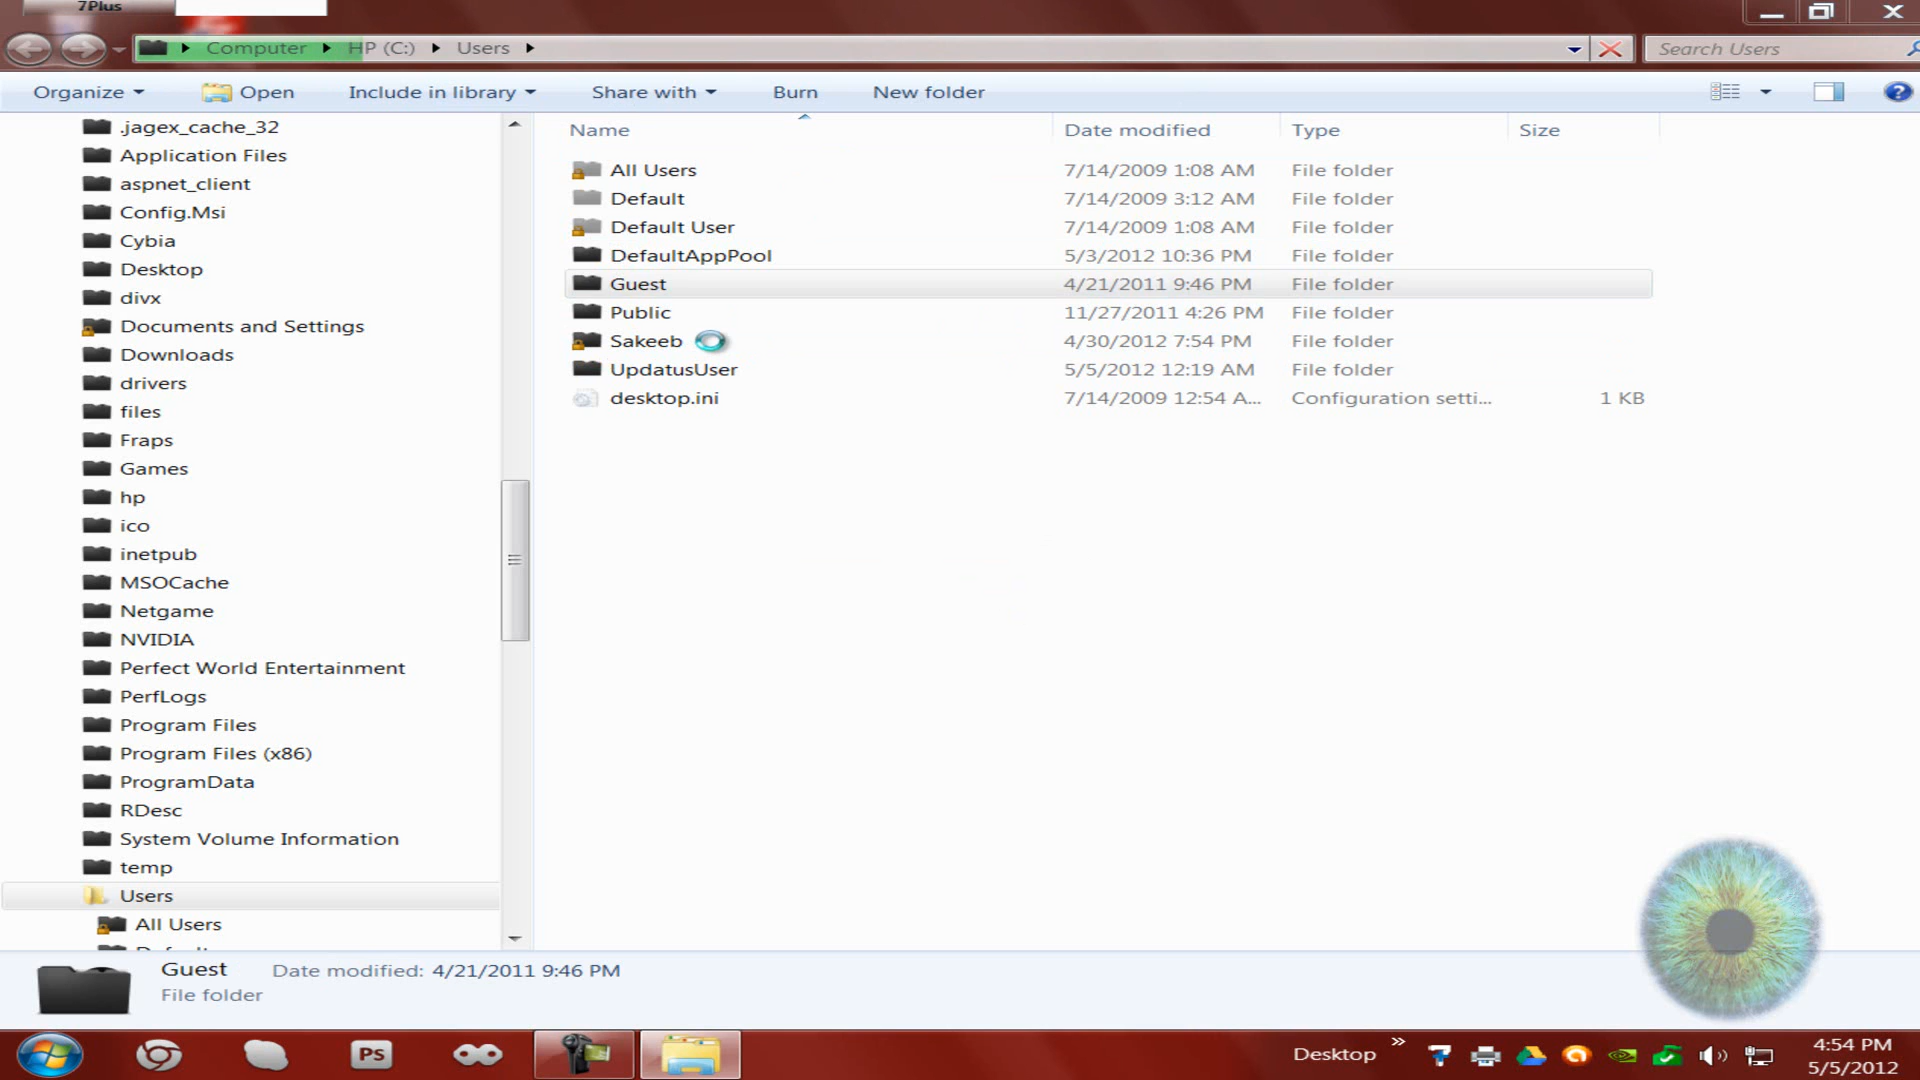 7Plus
Computer HP (C:) Users
Search Users
Organize Open Include in library Share with Burn New folder
Name Date modified Type Size
.jagex_cache_32
Application Files
aspnet_client
Config.Msi
Cybia
Desktop
divx
Documents and Settings
Downloads
drivers
files
Fraps
Games
hp
ico
inetpub
MSOCache
Netgame
NVIDIA
Perfect World Entertainment
PerfLogs
Program Files
Program Files (x86)
ProgramData
RDesc
System Volume Information
temp
Users
All Users
All Users 7/14/2009 1:08 AM File folder
Default 7/14/2009 3:12 AM File folder
Default User 7/14/2009 1:08 AM File folder
DefaultAppPool 5/3/2012 10:36 PM File folder
Guest 4/21/2011 9:46 PM File folder
Public 11/27/2011 4:26 PM File folder
Sakeeb 4/30/2012 7:54 PM File folder
UpdatusUser 5/5/2012 12:19 AM File folder
desktop.ini 7/14/2009 12:54 A... Configuration setti... 1 KB
Guest Date modified: 4/21/2011 9:46 PM
File folder
PS
Desktop
4:54 PM
5/5/2012